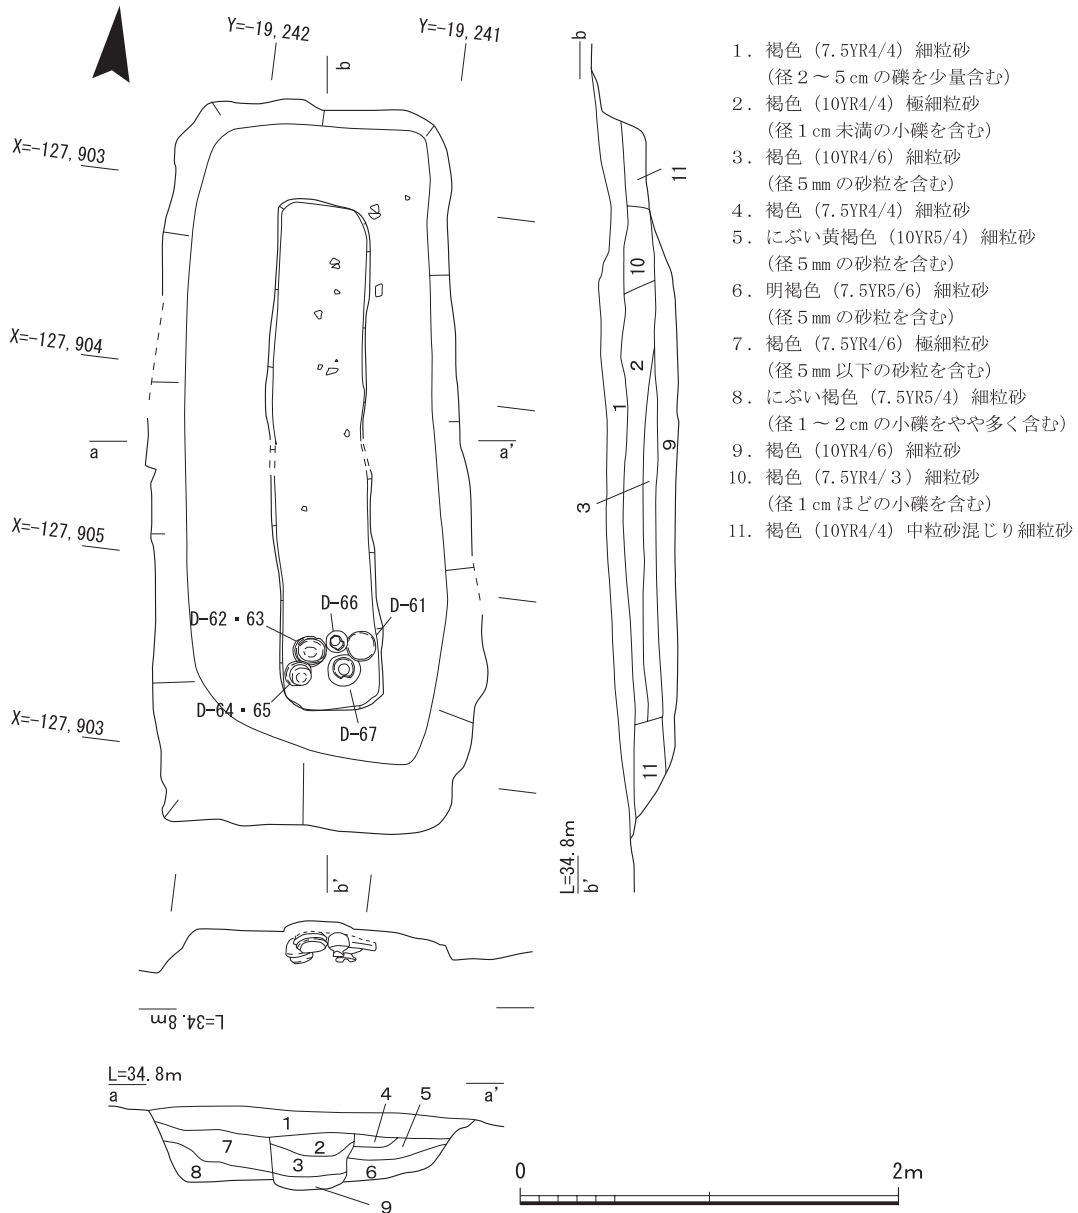 Y=-19,242
Y=-19,241
b
X=-127,903
X=-127,904
a
a'
X=-127,905
D-66
D-61
D-62・63
D-64・65
D-67
X=-127,903
b'
L=34.8m
b
11
10
2
1
9
3
11
L=34.8m
b'
1. 褐色（7.5YR4/4）細粒砂
（径２～５cm の礫を少量含む）
2. 褐色（10YR4/4）極細粒砂
（径１cm 未満の小礫を含む）
3. 褐色（10YR4/6）細粒砂
（径５mm の砂粒を含む）
4. 褐色（7.5YR4/4）細粒砂
5. にぶい黄褐色（10YR5/4）細粒砂
（径５mm の砂粒を含む）
6. 明褐色（7.5YR5/6）細粒砂
（径５mm の砂粒を含む）
7. 褐色（7.5YR4/6）極細粒砂
（径５mm 以下の砂粒を含む）
8. にぶい褐色（7.5YR5/4）細粒砂
（径１～２cm の小礫をやや多く含む）
9. 褐色（10YR4/6）細粒砂
10. 褐色（7.5YR4/３）細粒砂
（径１cm ほどの小礫を含む）
11. 褐色（10YR4/4）中粒砂混じり細粒砂
L=34.8m
a
a'
1
4
5
7
2
3
8
6
9
0
2m